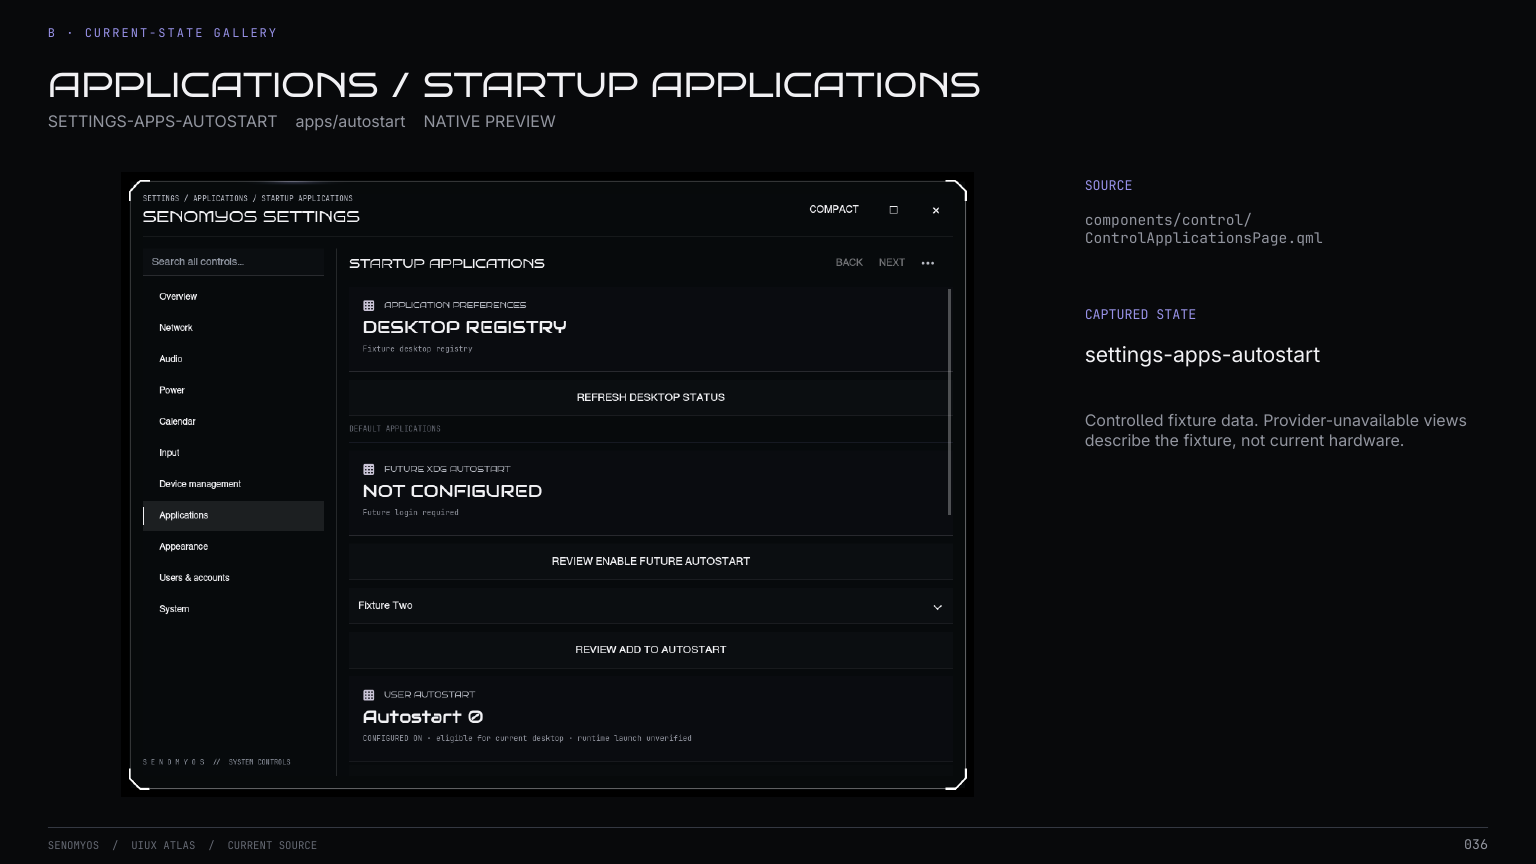 B · CURRENT-STATE GALLERY
APPLICATIONS / STARTUP APPLICATIONS
SETTINGS-APPS-AUTOSTART apps/autostart NATIVE PREVIEW
SETTINGS / APPLICATIONS / STARTUP APPLICATIONS
SENOMYOS SETTINGS
COMPACT
Search all controls...
Overview
Network
Audio
Power
Calendar
Input
Device management
Applications
Appearance
Users & accounts
System
SENOMYOS // SYSTEM CONTROLS
STARTUP APPLICATIONS
BACK NEXT •••
APPLICATION PREFERENCES
DESKTOP REGISTRY
Fixture desktop registry
REFRESH DESKTOP STATUS
DEFAULT APPLICATIONS
FUTURE XDG AUTOSTART
NOT CONFIGURED
Future login required
REVIEW ENABLE FUTURE AUTOSTART
Fixture Two
REVIEW ADD TO AUTOSTART
USER AUTOSTART
Autostart 0
CONFIGURED ON · eligible for current desktop · runtime launch unverified
SOURCE
components/control/
ControlApplicationsPage.qml
CAPTURED STATE
settings-apps-autostart
Controlled fixture data. Provider-unavailable views
describe the fixture, not current hardware.
SENOMYOS / UIUX ATLAS / CURRENT SOURCE
036